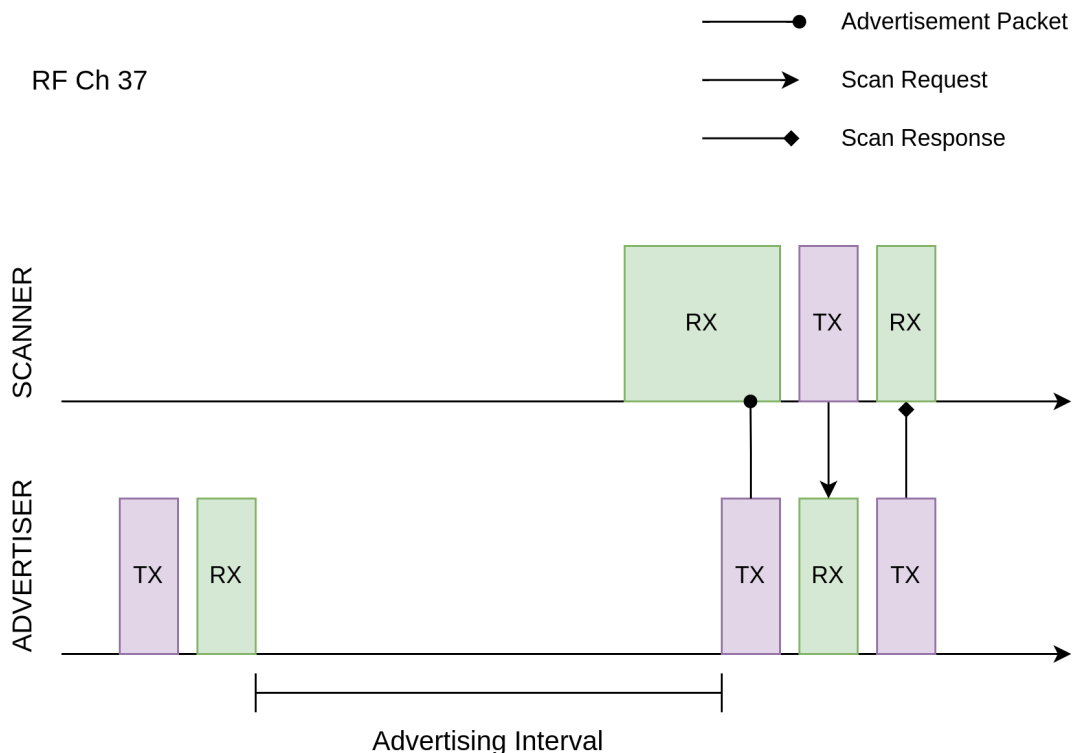 Advertisement Packet
RF Ch 37
Scan Request
Scan Response
SCANNER
RX
TX
RX
ADVERTISER
TX
RX
TX
RX
TX
Advertising Interval